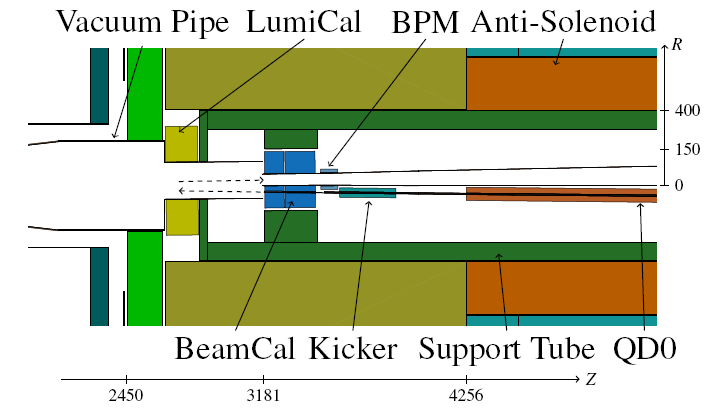 Vacuum Pipe LumiCal BPM Anti-Solenoid
R
400
150
0
BeamCal Kicker Support Tube QD0
Z
2450 3181 4256